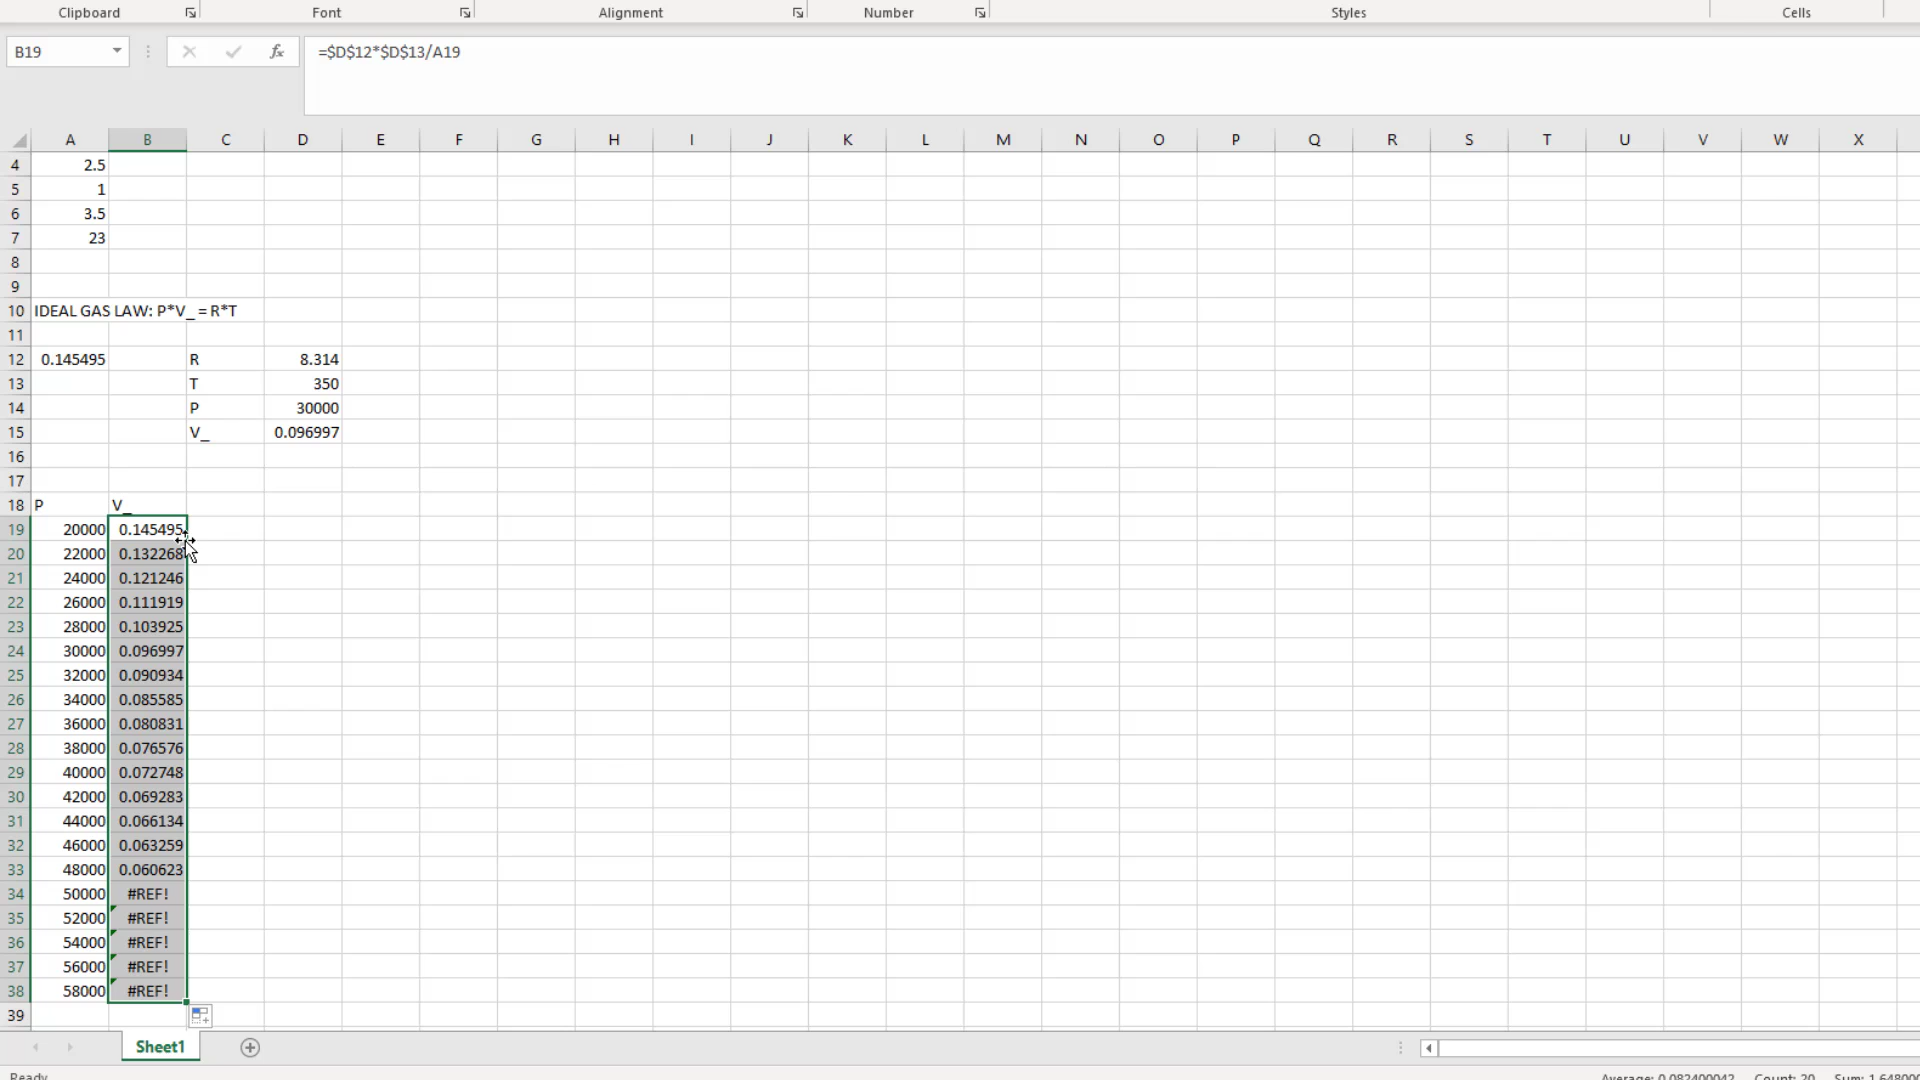 Clipboard Font Alignment Number Styles Cells
B19 fx =$D$12*$D$13/A19
A B C D E F G H I J K L M N O P Q R S T U V W X
4 2.5
5 1
6 3.5
7 23
8
9
10 IDEAL GAS LAW: P*V_ = R*T
11
12 0.145495 R 8.314
13 T 350
14 P 30000
15 V_ 0.096997
16
17
18 P V_
19 20000 0.145495
20 22000 0.132268
21 24000 0.121246
22 26000 0.111919
23 28000 0.103925
24 30000 0.096997
25 32000 0.090934
26 34000 0.085585
27 36000 0.080831
28 38000 0.076576
29 40000 0.072748
30 42000 0.069283
31 44000 0.066134
32 46000 0.063259
33 48000 0.060623
34 50000 #REF!
35 52000 #REF!
36 54000 #REF!
37 56000 #REF!
38 58000 #REF!
39
Sheet1
Ready Average: 0.082400042 Count: 20 Sum: 1.648000